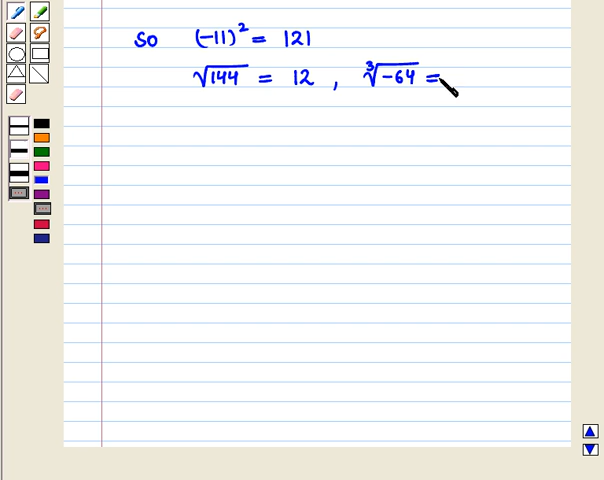 so (-11)² = 121
√144 = 12 , ∛-64 =